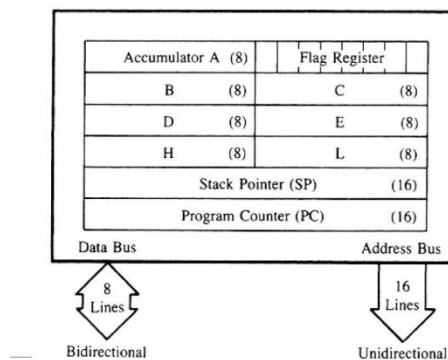 Accumulator A (8) Flag Register
B (8) C (8)
D (8) E (8)
H (8) L (8)
Stack Pointer (SP) (16)
Program Counter (PC) (16)
Data Bus Address Bus
8 Lines 16 Lines
Bidirectional Unidirectional